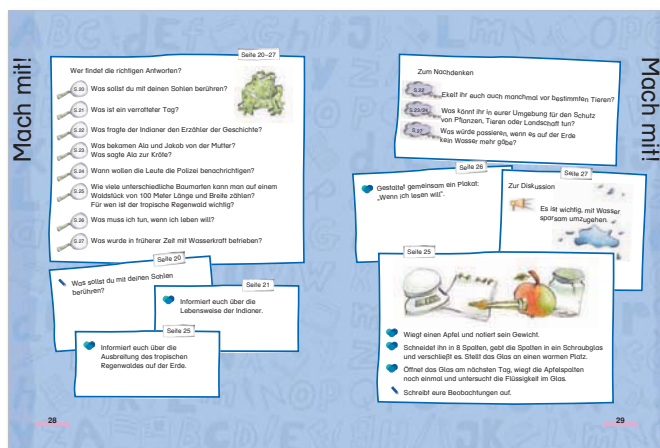 Mach mit!
Seite 20–27
Wer findet die richtigen Antworten?
S.20 Was sollst du mit deinen Sohlen berühren?
S.21 Was ist ein verratteter Tag?
S.22 Was fragte der Indianer den Erzähler der Geschichte?
S.23 Was bekamen Ala und Jakob von der Mutter?
Was sagte Ala zur Kröte?
S.24 Wann wollen die Leute die Polizei benachrichtigen?
S.25 Wie viele unterschiedliche Baumarten kann man auf einem
Waldstück von 100 Meter Länge und Breite zählen?
Für wen ist der tropische Regenwald wichtig?
S.26 Was muss ich tun, wenn ich leben will?
S.27 Was wurde in früherer Zeit mit Wasserkraft betrieben?
Seite 20
Was sollst du mit deinen Sohlen
berühren?
Seite 21
Informiert euch über die
Lebensweise der Indianer.
Seite 25
Informiert euch über die
Ausbreitung des tropischen
Regenwaldes auf der Erde.
28
Mach mit!
Zum Nachdenken
S.22 Ekelt ihr euch auch manchmal vor bestimmten Tieren?
S.23/24 Was könnt ihr in eurer Umgebung für den Schutz
von Pflanzen, Tieren oder Landschaft tun?
S.27 Was würde passieren, wenn es auf der Erde
kein Wasser mehr gäbe?
Seite 26
Gestaltet gemeinsam ein Plakat:
„Wenn ich lesen will“.
Seite 27
Zur Diskussion
Es ist wichtig, mit Wasser
sparsam umzugehen.
Seite 25
Wiegt einen Apfel und notiert sein Gewicht.
Schneidet ihn in 8 Spalten, gebt die Spalten in ein Schraubglas
und verschließt es. Stellt das Glas an einen warmen Platz.
Öffnet das Glas am nächsten Tag, wiegt die Apfelspalten
noch einmal und untersucht die Flüssigkeit im Glas.
Schreibt eure Beobachtungen auf.
29